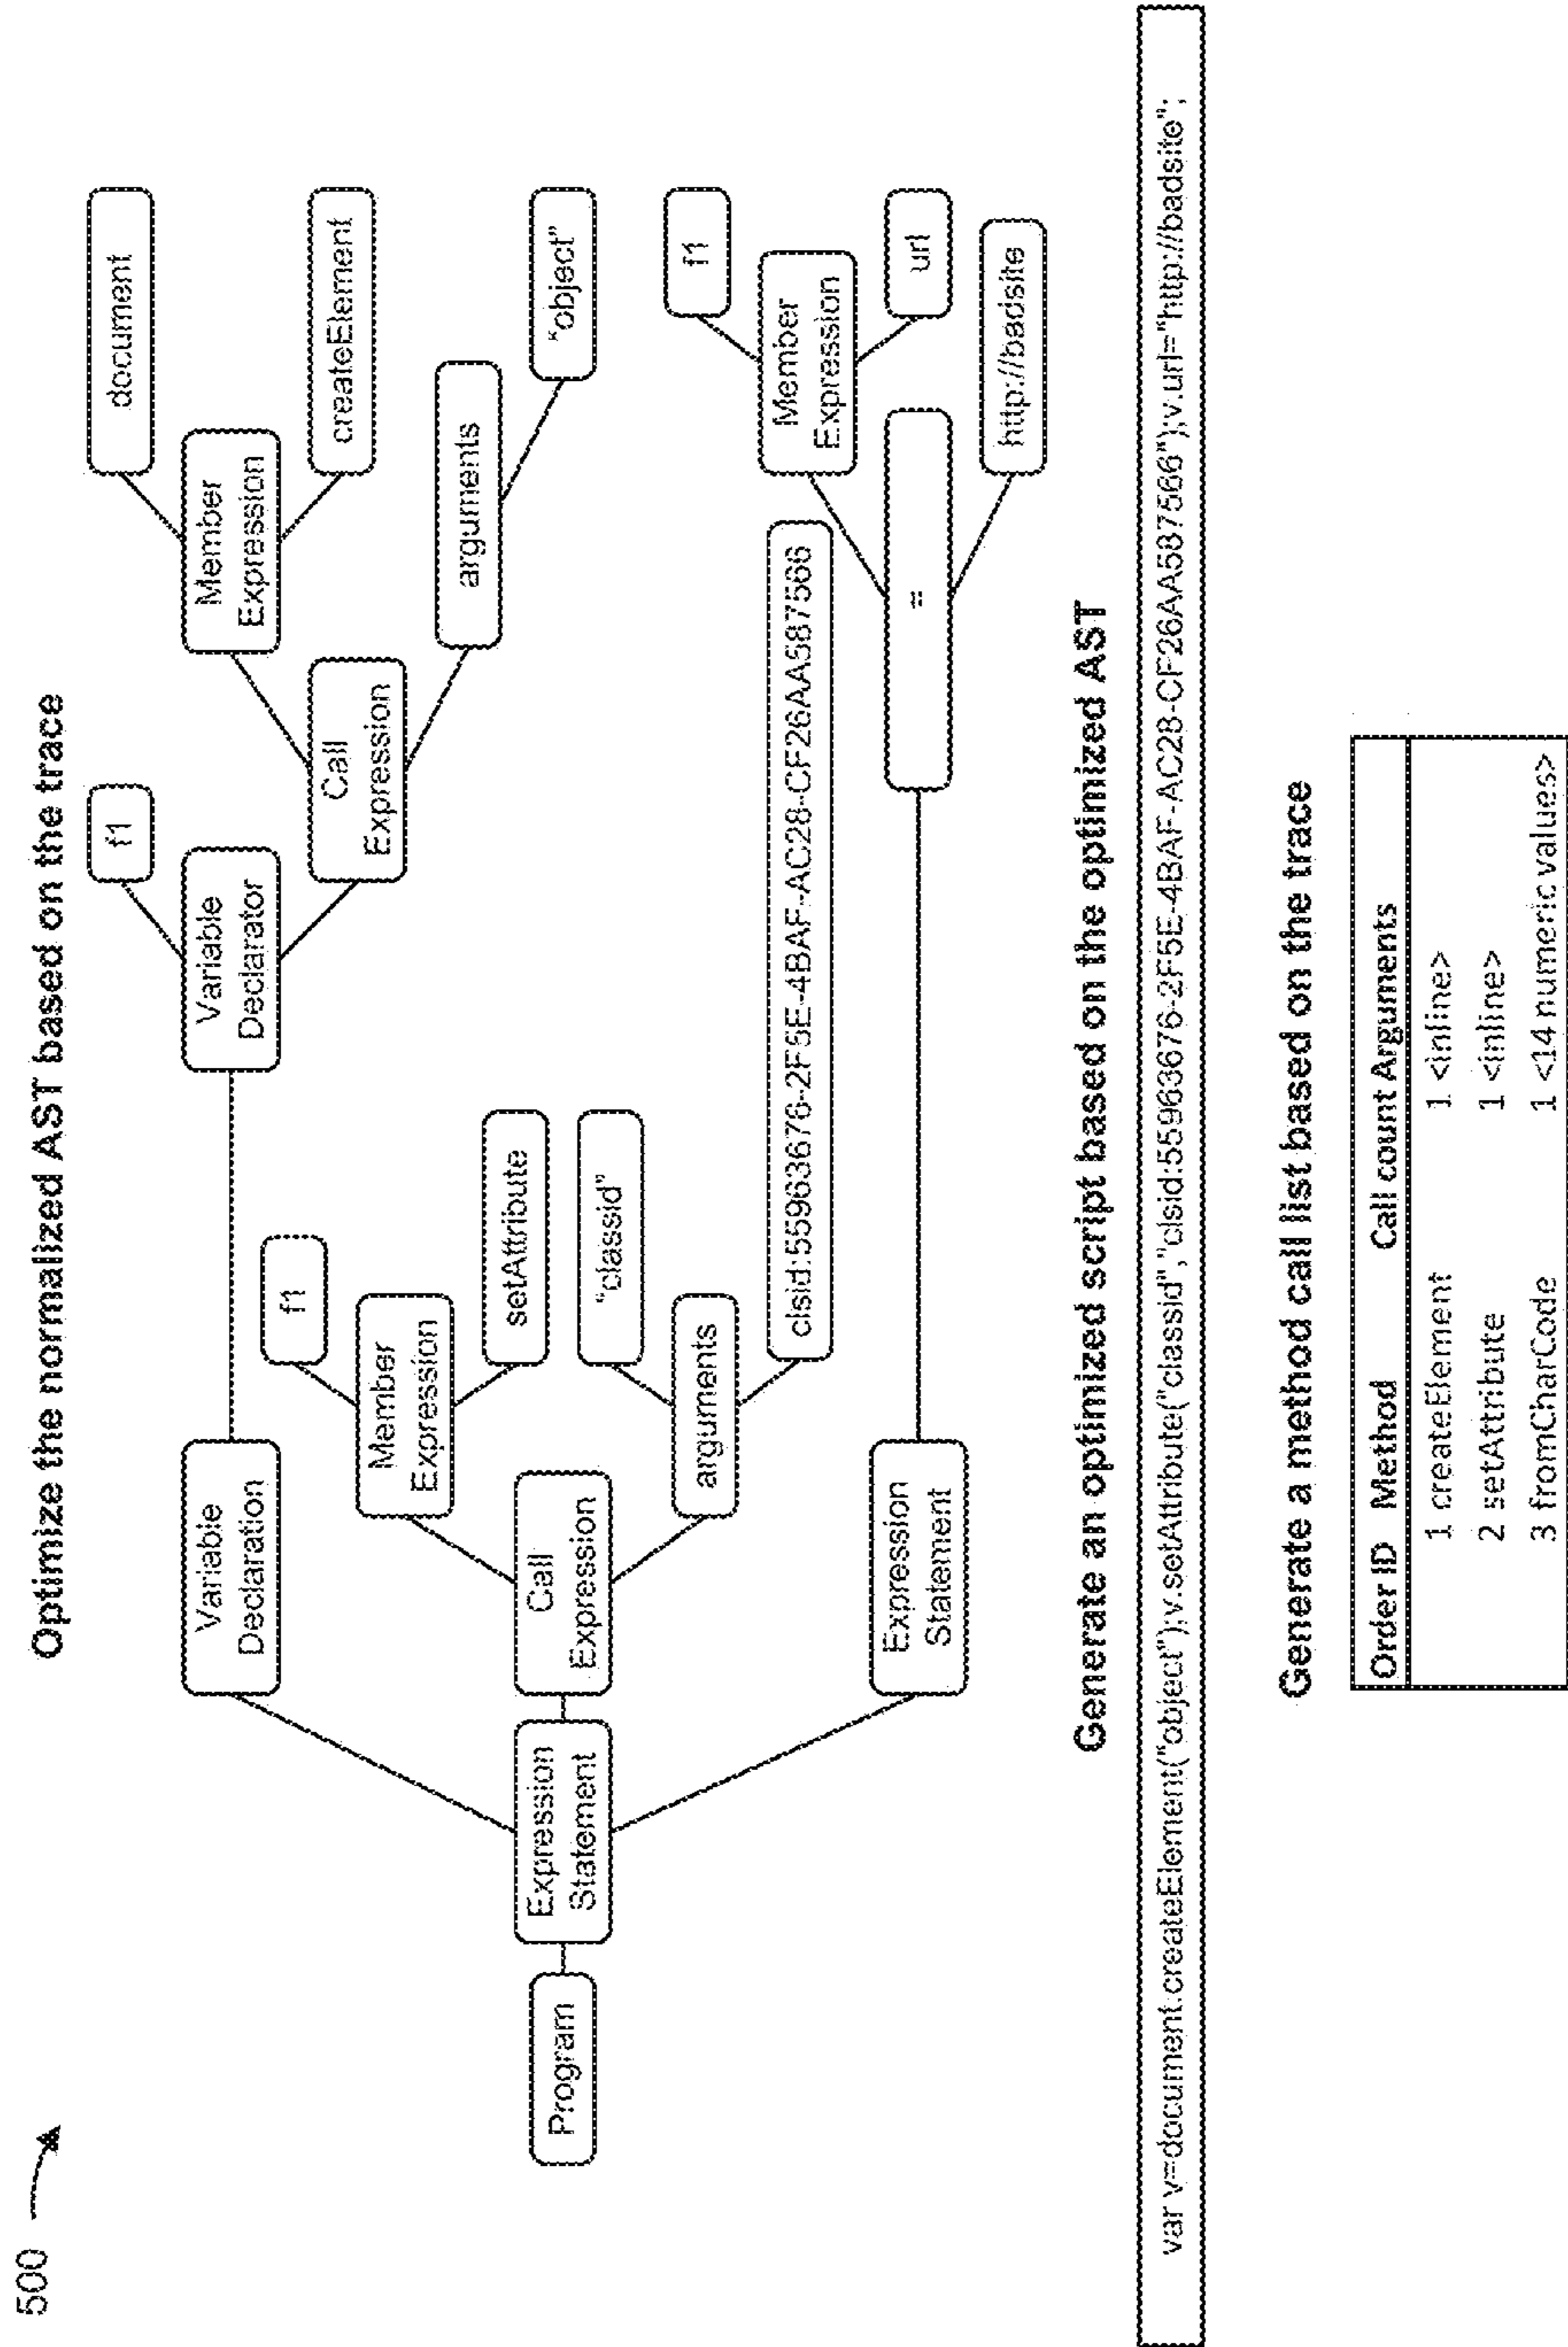 500
Optimize the normalized AST based on the trace
Program
Expression
Statement
Variable
Declaration
Variable
Declarator
f1
Call
Expression
Member
Expression
document
createElement
arguments
"object"
Call
Expression
Member
Expression
f1
setAttribute
arguments
"classid"
clsid:55963676-2F5E-4BAF-AC28-CF26AA587566
Expression
Statement
=
Member
Expression
f1
url
http://badsite
Generate an optimized script based on the optimized AST
var v=document.createElement("object");v.setAttribute("classid","clsid:55963676-2F5E-4BAF-AC28-CF26AA587566");v.url="http://badsite";
Generate a method call list based on the trace
Order ID Method Call count Arguments
1 createElement 1 <inline>
2 setAttribute 1 <inline>
3 fromCharCode 1 <14 numeric values>